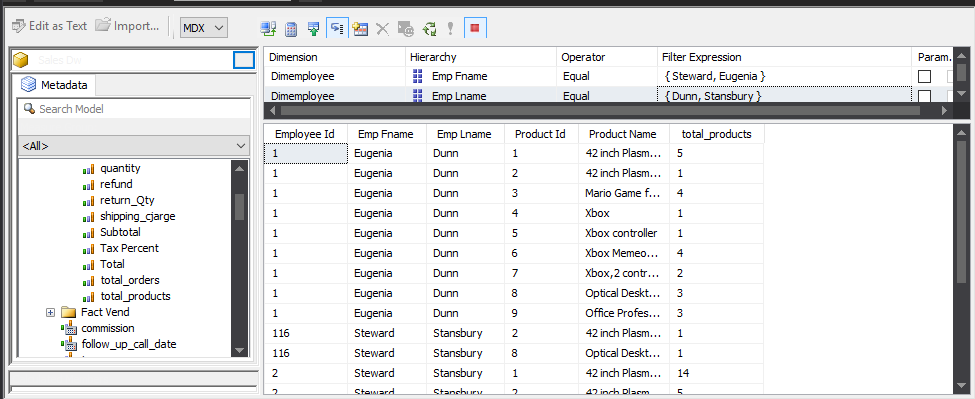 Edit as Text Import... MDX
Sales Dw
Metadata
Search Model
<All>
quantity
refund
return_Qty
shipping_cjarge
Subtotal
Tax Percent
Total
total_orders
total_products
Fact Vend
commission
follow_up_call_date
Dimension Hierarchy Operator Filter Expression Param...
Dimemployee Emp Fname Equal { Steward, Eugenia }
Dimemployee Emp Lname Equal { Dunn, Stansbury }
Employee Id Emp Fname Emp Lname Product Id Product Name total_products
1 Eugenia Dunn 1 42 inch Plasm... 5
1 Eugenia Dunn 2 42 inch Plasm... 1
1 Eugenia Dunn 3 Mario Game f... 4
1 Eugenia Dunn 4 Xbox 1
1 Eugenia Dunn 5 Xbox controller 1
1 Eugenia Dunn 6 Xbox Memeo... 4
1 Eugenia Dunn 7 Xbox,2 contr... 2
1 Eugenia Dunn 8 Optical Deskt... 3
1 Eugenia Dunn 9 Office Profes... 3
116 Steward Stansbury 2 42 inch Plasm... 1
116 Steward Stansbury 8 Optical Deskt... 1
2 Steward Stansbury 1 42 inch Plasm... 14
2 Steward Stansbury 2 42 inch Plasm... 5